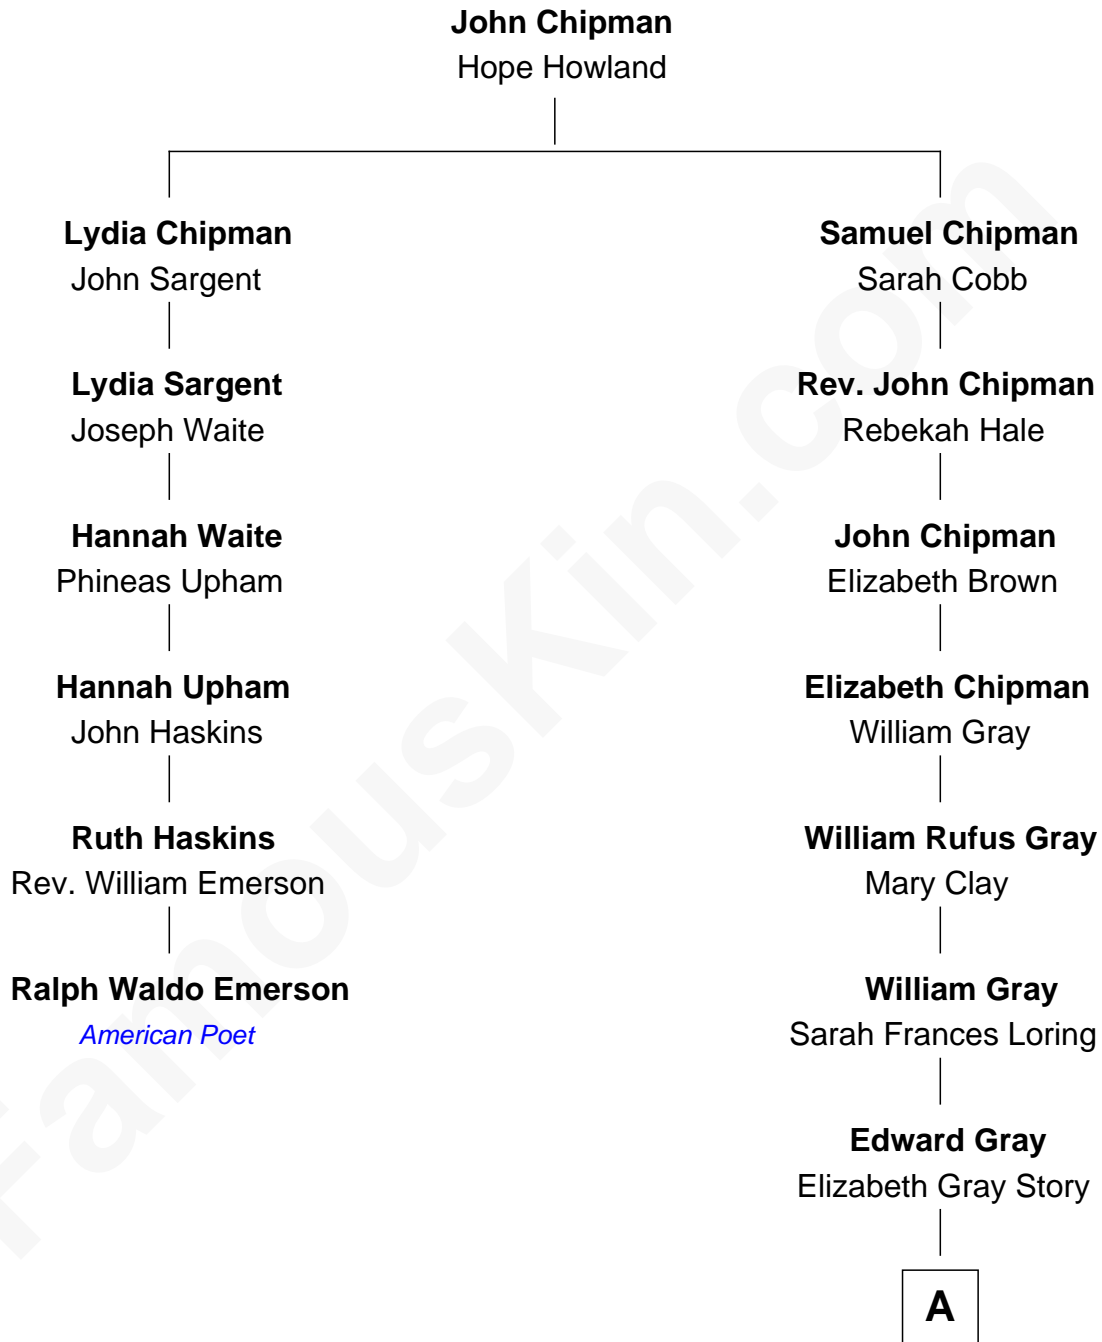 John Chipman
Hope Howland
Lydia Chipman
John Sargent
Samuel Chipman
Sarah Cobb
Lydia Sargent
Joseph Waite
Rev. John Chipman
Rebekah Hale
Hannah Waite
Phineas Upham
John Chipman
Elizabeth Brown
Hannah Upham
John Haskins
Elizabeth Chipman
William Gray
Ruth Haskins
Rev. William Emerson
William Rufus Gray
Mary Clay
Ralph Waldo Emerson
American Poet
William Gray
Sarah Frances Loring
Edward Gray
Elizabeth Gray Story
A
FamousKin.com